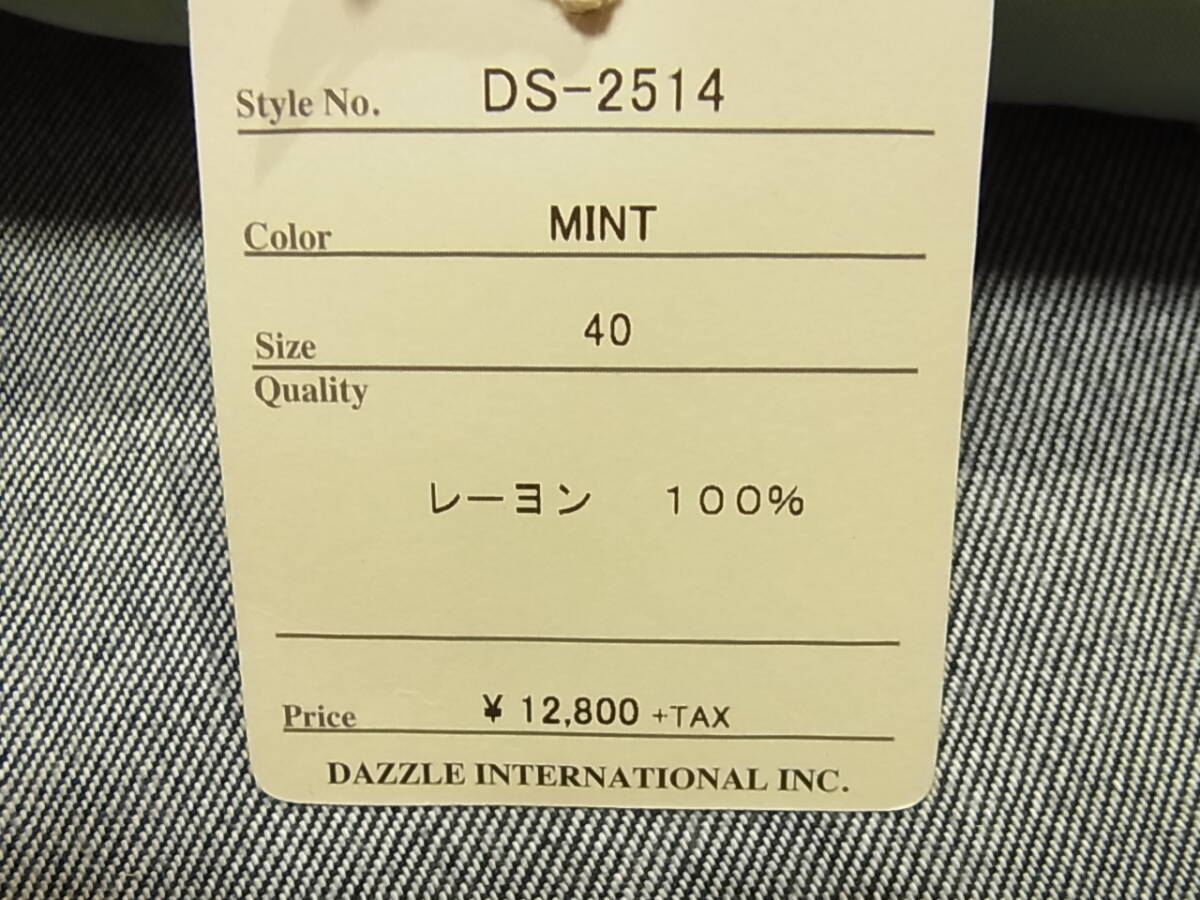 Style No. DS-2514
Color MINT
Size 40
Quality
レーヨン １００％
Price ￥ 12,800 +TAX
DAZZLE INTERNATIONAL INC.